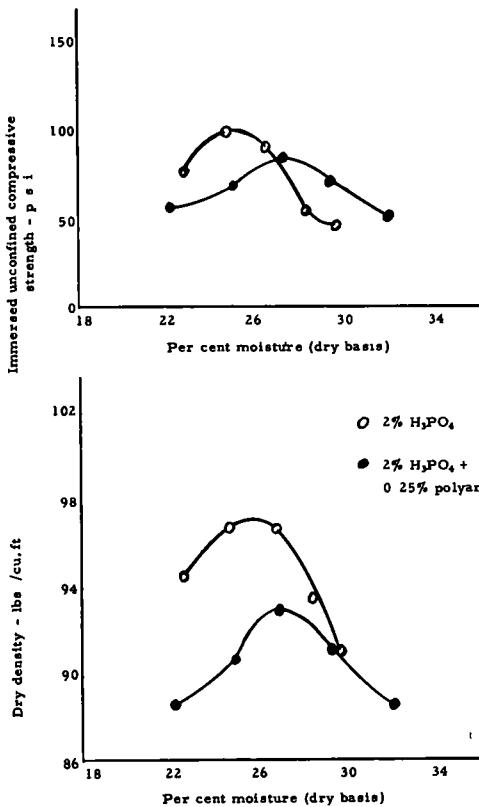 Immersed unconfined compressive
strength - p s i
150
100
50
0
18 22 26 30 34
Per cent moisture (dry basis)
Dry density - lbs /cu.ft
102
98
94
90
86
2% H₃PO₄
2% H₃PO₄ +
0 25% polyar
18 22 26 30 34
Per cent moisture (dry basis)